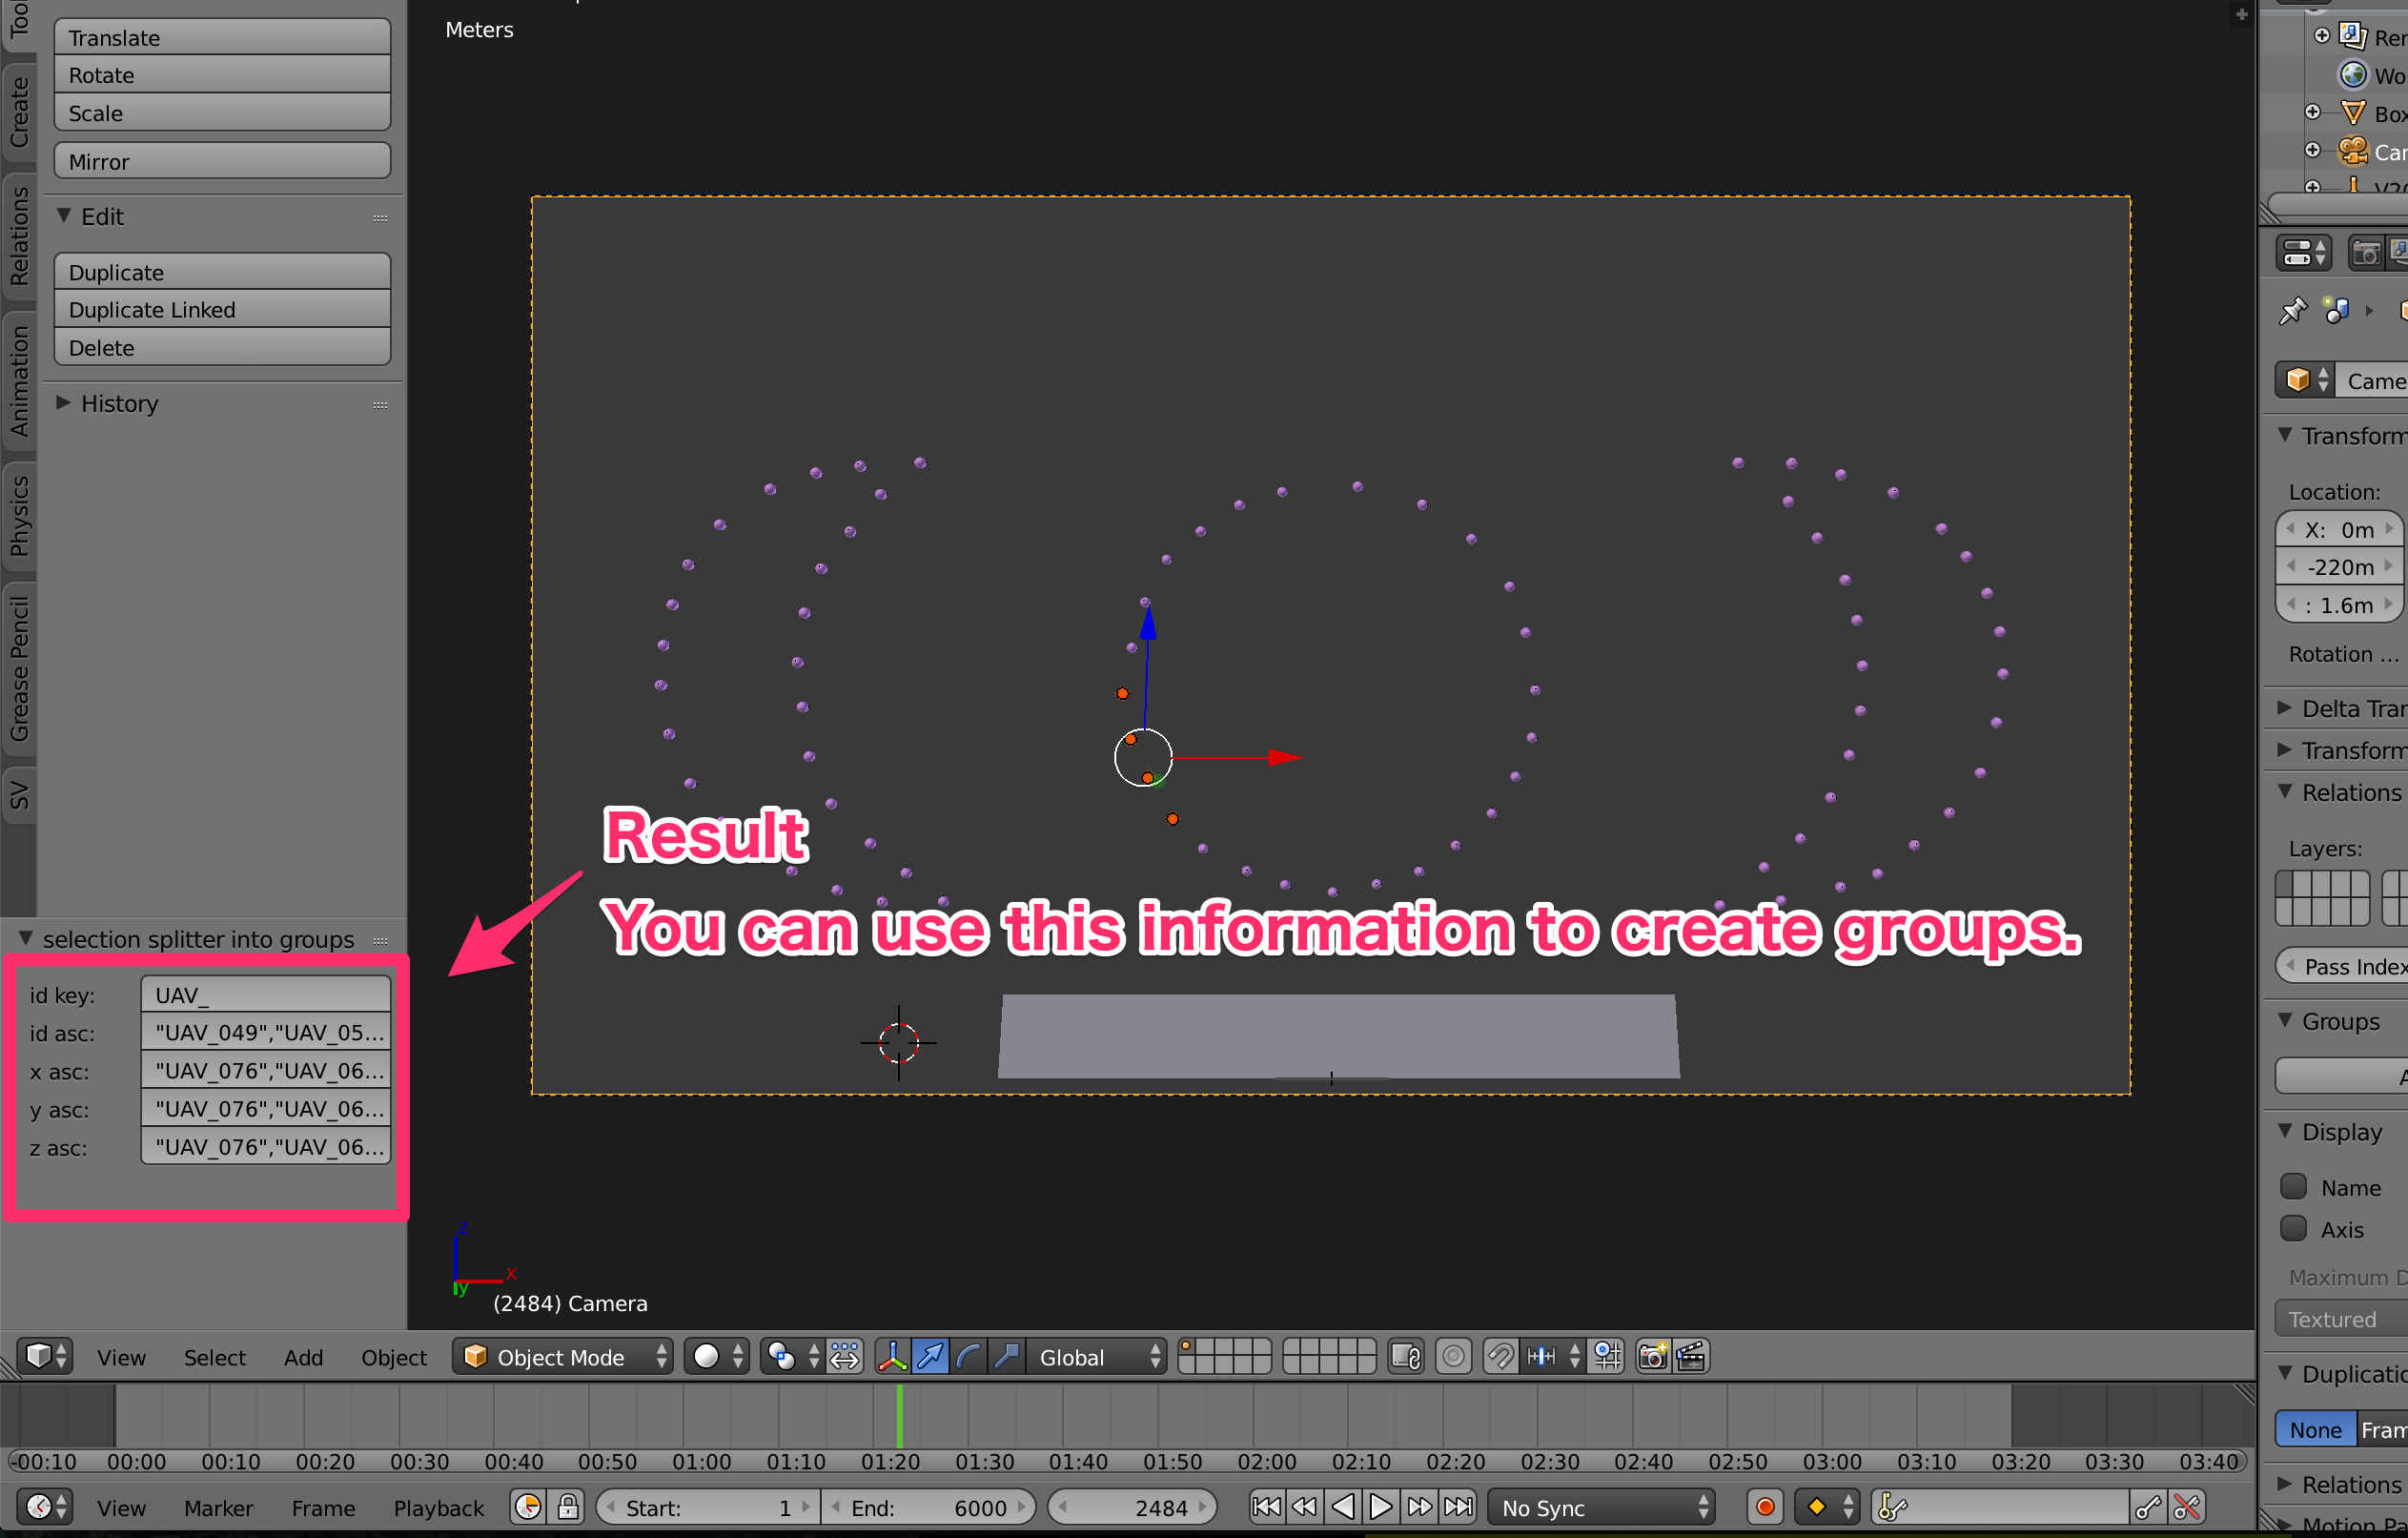 Tool
Create
Relations
Animation
Physics
Grease Pencil
SV
Translate
Rotate
Scale
Mirror
Edit
Duplicate
Duplicate Linked
Delete
History
selection splitter into groups
id key: UAV_
id asc: "UAV_049","UAV_05...
x asc: "UAV_076","UAV_06...
y asc: "UAV_076","UAV_06...
z asc: "UAV_076","UAV_06...
Meters
Result
You can use this information to create groups.
z
x
y
(2484) Camera
View Select Add Object Object Mode Global
-00:10 00:00 00:10 00:20 00:30 00:40 00:50 01:00 01:10 01:20 01:30 01:40 01:50 02:00 02:10 02:20 02:30 02:40 02:50 03:00 03:10 03:20 03:30 03:40
View Marker Frame Playback Start: 1 End: 6000 2484 No Sync
Ren
Wo
Box
Cam
V20
Came
Transform
Location:
X: 0m
-220m
: 1.6m
Rotation ...
Delta Tran
Transform
Relations
Layers:
Pass Index
Groups
A
Display
Name
Axis
Maximum D
Textured
Duplicatio
None Fram
Relations
Motion Pa